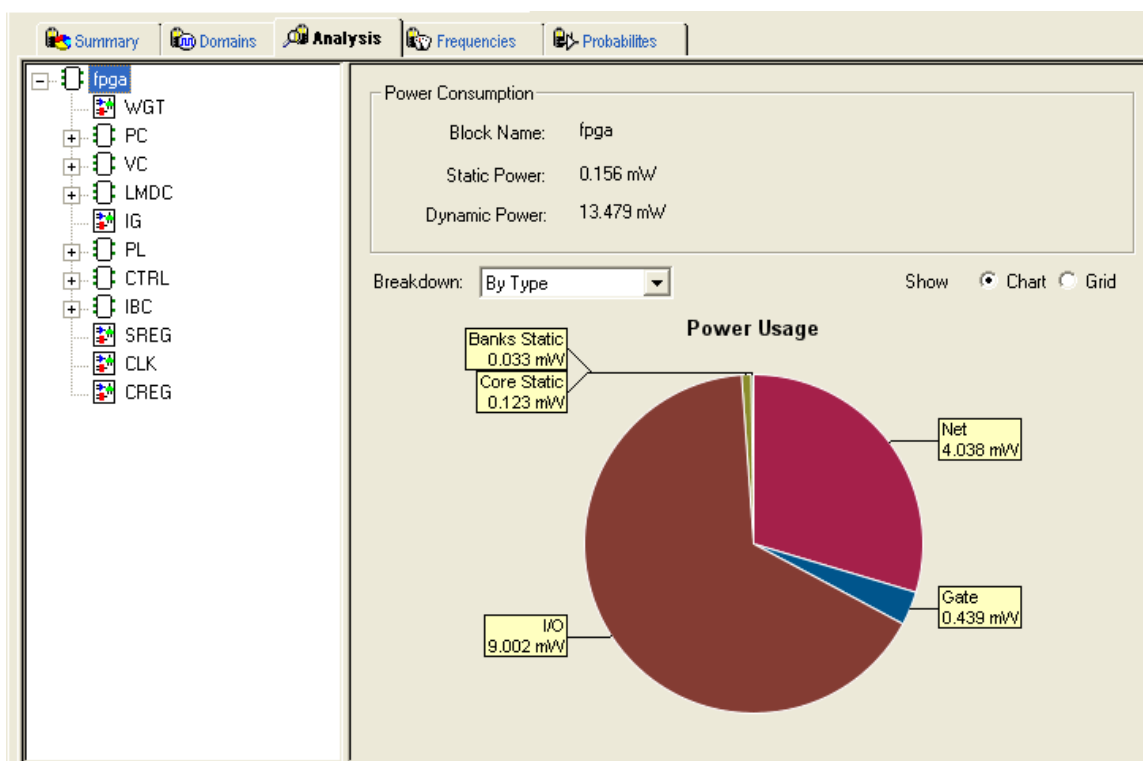 Summary Domains Analysis Frequencies Probabilites
fpga
WGT
PC
VC
LMDC
IG
PL
CTRL
IBC
SREG
CLK
CREG
Power Consumption
Block Name: fpga
Static Power: 0.156 mW
Dynamic Power: 13.479 mW
Breakdown: By Type Show Chart Grid
Power Usage
Banks Static
0.033 mW
Core Static
0.123 mW
Net
4.038 mW
Gate
0.439 mW
I/O
9.002 mW